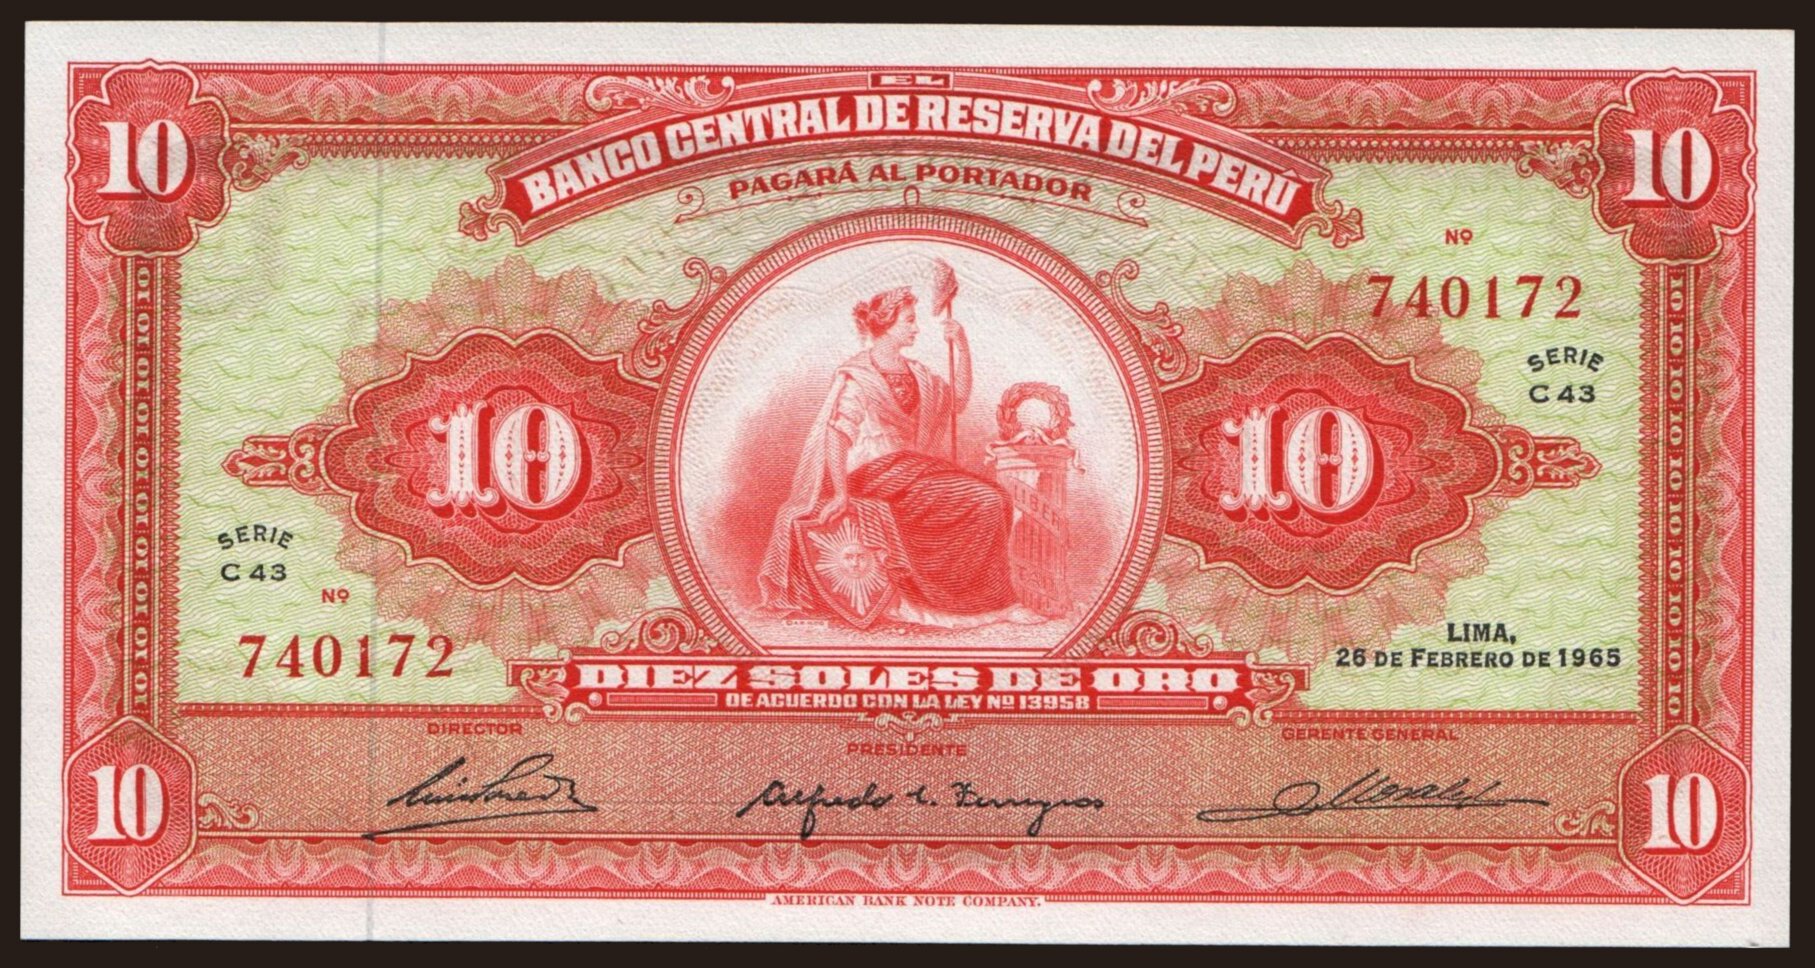 EL
BANCO CENTRAL DE RESERVA DEL PERÚ
PAGARÁ AL PORTADOR
10
10
Nº
740172
SERIE
C 43
10
10
SERIE
C 43
Nº
740172
LIMA,
26 DE FEBRERO DE 1965
DIEZ SOLES DE ORO
DE ACUERDO CON LA LEY Nº 13958
DIRECTOR
PRESIDENTE
GERENTE GENERAL
10
10
AMERICAN BANK NOTE COMPANY.